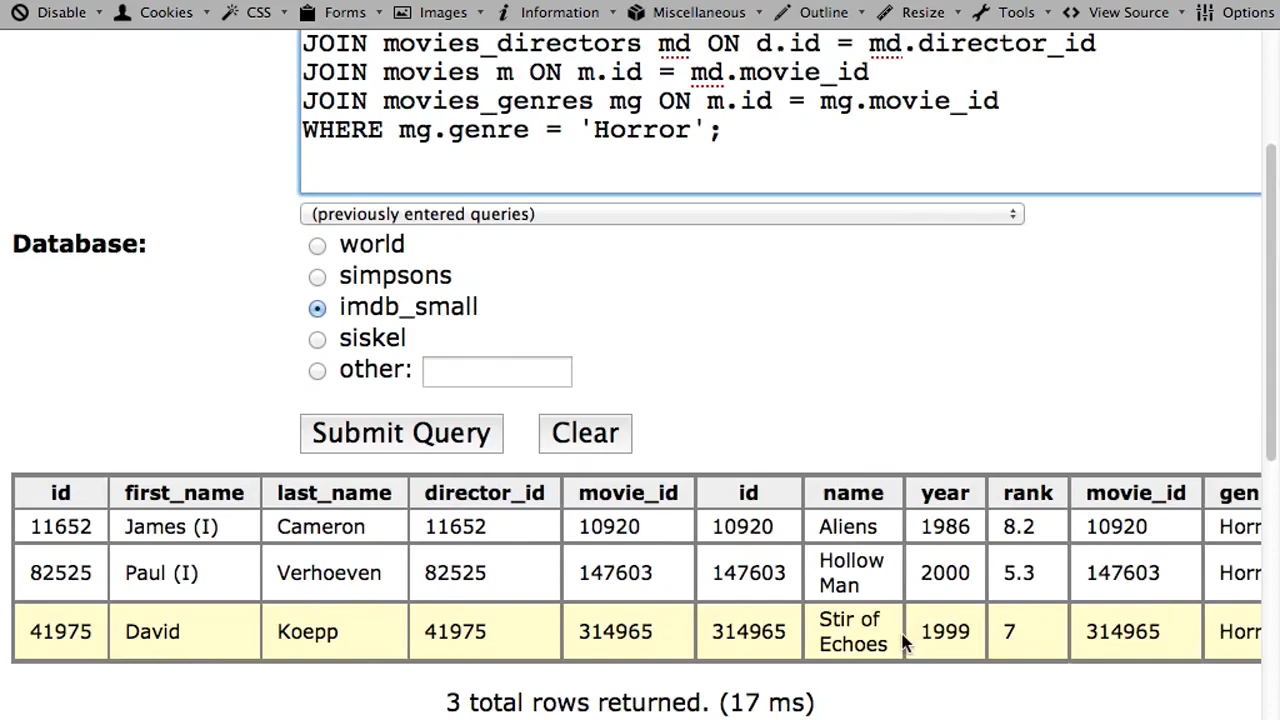 Disable Cookies CSS Forms Images Information Miscellaneous Outline Resize Tools View Source Options
JOIN movies_directors md ON d.id = md.director_id
JOIN movies m ON m.id = md.movie_id
JOIN movies_genres mg ON m.id = mg.movie_id
WHERE mg.genre = 'Horror';
(previously entered queries)
Database:
world
simpsons
imdb_small
siskel
other:
Submit Query Clear
id first_name last_name director_id movie_id id name year rank movie_id gen
11652 James (I) Cameron 11652 10920 10920 Aliens 1986 8.2 10920 Horr
82525 Paul (I) Verhoeven 82525 147603 147603 Hollow Man 2000 5.3 147603 Horr
41975 David Koepp 41975 314965 314965 Stir of Echoes 1999 7 314965 Horr
3 total rows returned. (17 ms)